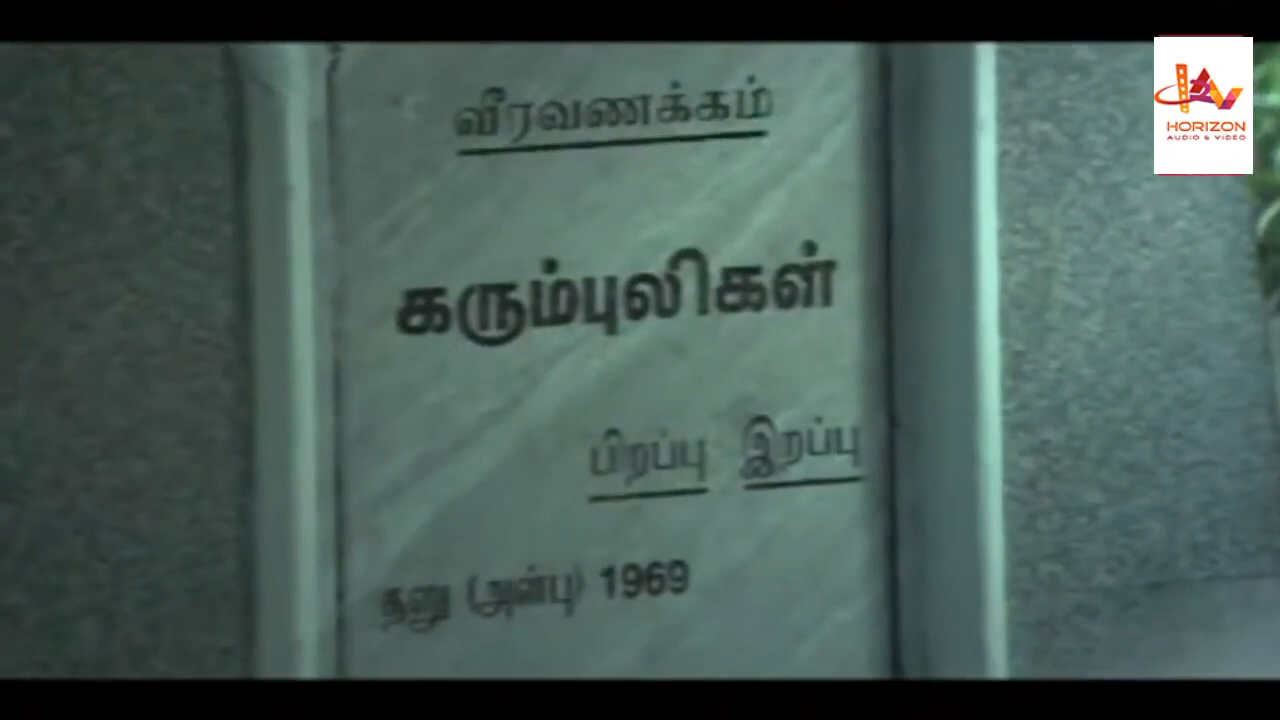 வீரவணக்கம்
கரும்புலிகள்
பிறப்பு இறப்பு
தனு (அன்பு) 1969
HORIZON
AUDIO & VIDEO